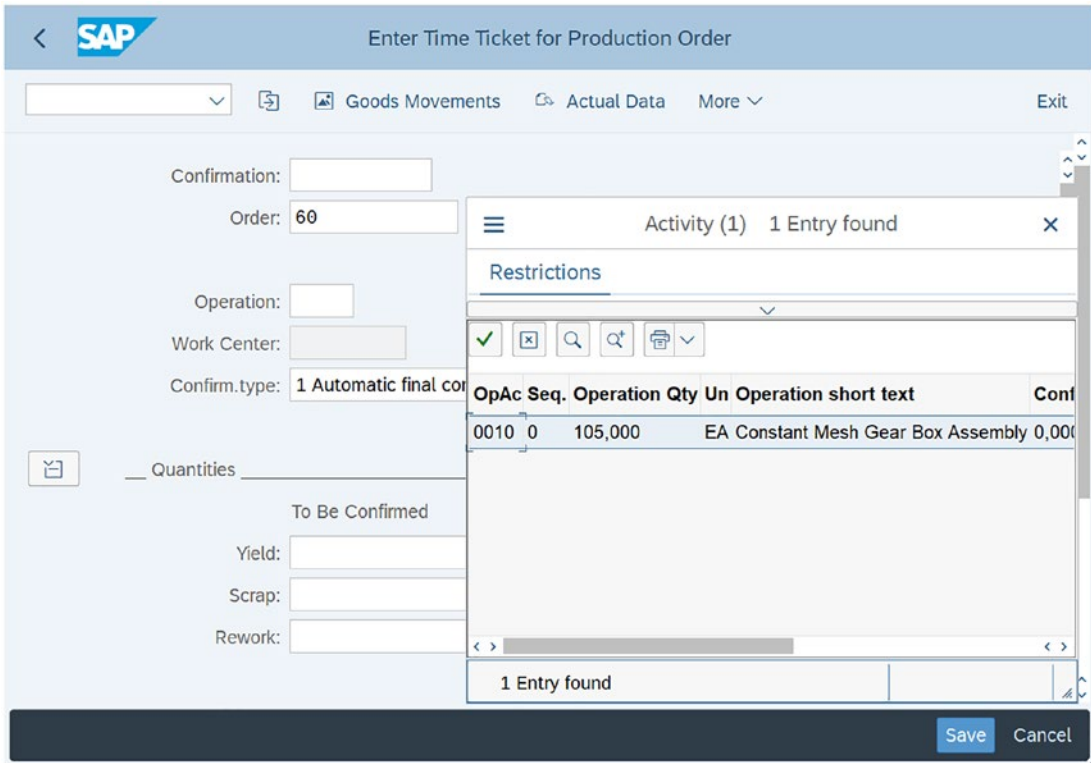 SAP Enter Time Ticket for Production Order
Goods Movements Actual Data More Exit
Confirmation:
Order: 60
Activity (1) 1 Entry found
Restrictions
Operation:
Work Center:
Confirm.type: 1 Automatic final con
OpAc Seq. Operation Qty Un Operation short text Conf
0010 0 105,000 EA Constant Mesh Gear Box Assembly 0,000
Quantities
To Be Confirmed
Yield:
Scrap:
Rework:
1 Entry found
Save Cancel